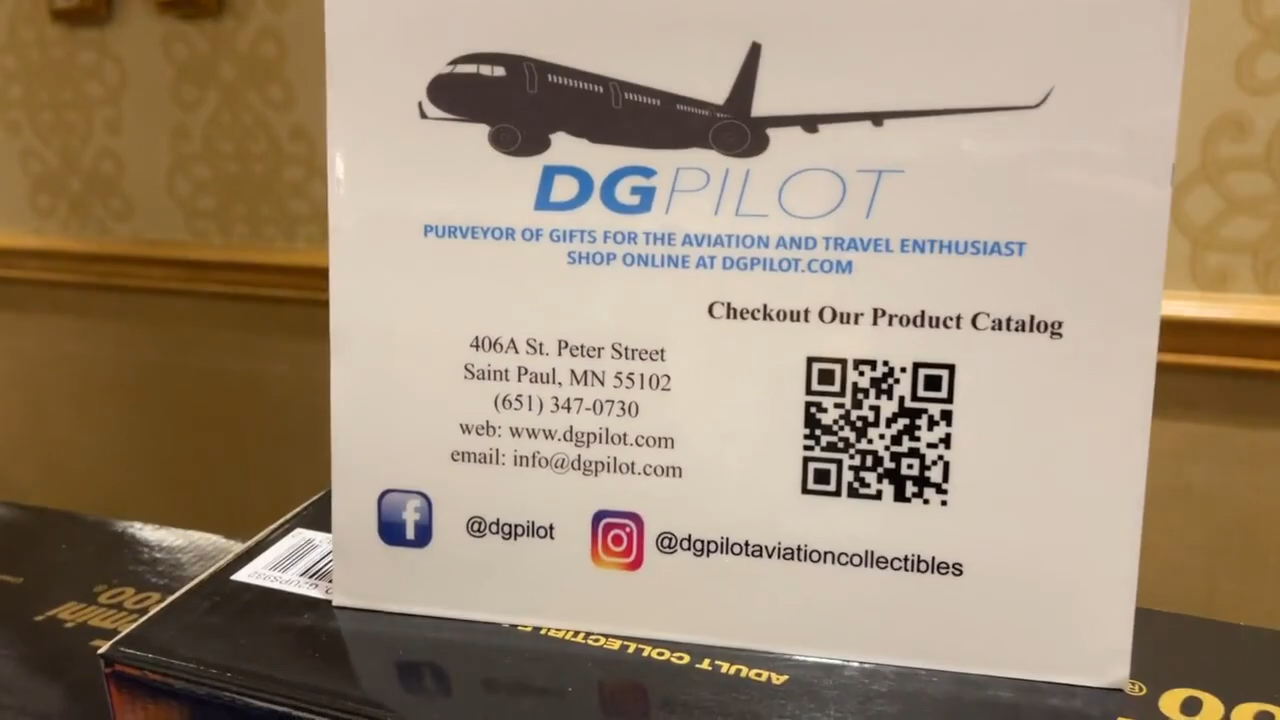 DGPILOT
PURVEYOR OF GIFTS FOR THE AVIATION AND TRAVEL ENTHUSIAST
SHOP ONLINE AT DGPILOT.COM
Checkout Our Product Catalog
406A St. Peter Street
Saint Paul, MN 55102
(651) 347-0730
web: www.dgpilot.com
email: info@dgpilot.com
@dgpilot
@dgpilotaviationcollectibles
ADULT COLLECTIBLE